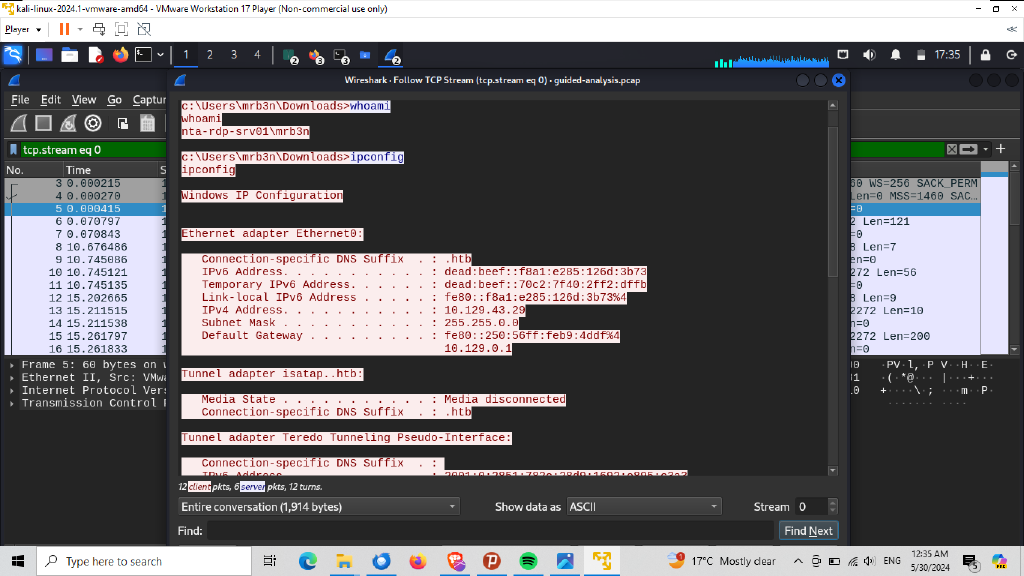 kali-linux-2024.1-vmware-amd64 - VMware Workstation 17 Player (Non-commercial use only)
Player
1 2 3 4
2 3 3 2
17:35
Wireshark · Follow TCP Stream (tcp.stream eq 0) · guided-analysis.pcap
File Edit View Go Captur
tcp.stream eq 0
No. Time S
3 0.000215
4 0.000270
5 0.000415
6 0.070797
7 0.070843
8 10.676486
9 10.745086
10 10.745121
11 10.745135
12 15.202665
13 15.211515
14 15.211538
15 15.261797
16 15.261833
60 WS=256 SACK_PERM
Len=0 MSS=1460 SAC…
=0
2 Len=121
=0
8 Len=7
en=0
272 Len=56
=0
8 Len=9
2272 Len=10
n=0
2272 Len=200
n=0
c:\Users\mrb3n\Downloads>whoami
whoami
nta-rdp-srv01\mrb3n
c:\Users\mrb3n\Downloads>ipconfig
ipconfig
Windows IP Configuration
Ethernet adapter Ethernet0:
Connection-specific DNS Suffix . : .htb
IPv6 Address. . . . . . . . . . . : dead:beef::f8a1:e285:126d:3b73
Temporary IPv6 Address. . . . . . : dead:beef::70c2:7f40:2ff2:dffb
Link-local IPv6 Address . . . . . : fe80::f8a1:e285:126d:3b73%4
IPv4 Address. . . . . . . . . . . : 10.129.43.29
Subnet Mask . . . . . . . . . . . : 255.255.0.0
Default Gateway . . . . . . . . . : fe80::250:56ff:feb9:4ddf%4
10.129.0.1
Tunnel adapter isatap..htb:
Media State . . . . . . . . . . . : Media disconnected
Connection-specific DNS Suffix . : .htb
Tunnel adapter Teredo Tunneling Pseudo-Interface:
Connection-specific DNS Suffix . :
Frame 5: 60 bytes on w
Ethernet II, Src: VMwa
Internet Protocol Vers
Transmission Control P
12 client pkts, 6 server pkts, 12 turns.
Entire conversation (1,914 bytes)
Show data as ASCII
Stream 0
Find:
Find Next
Type here to search
1
17°C Mostly clear
ENG
12:35 AM
5/30/2024
5